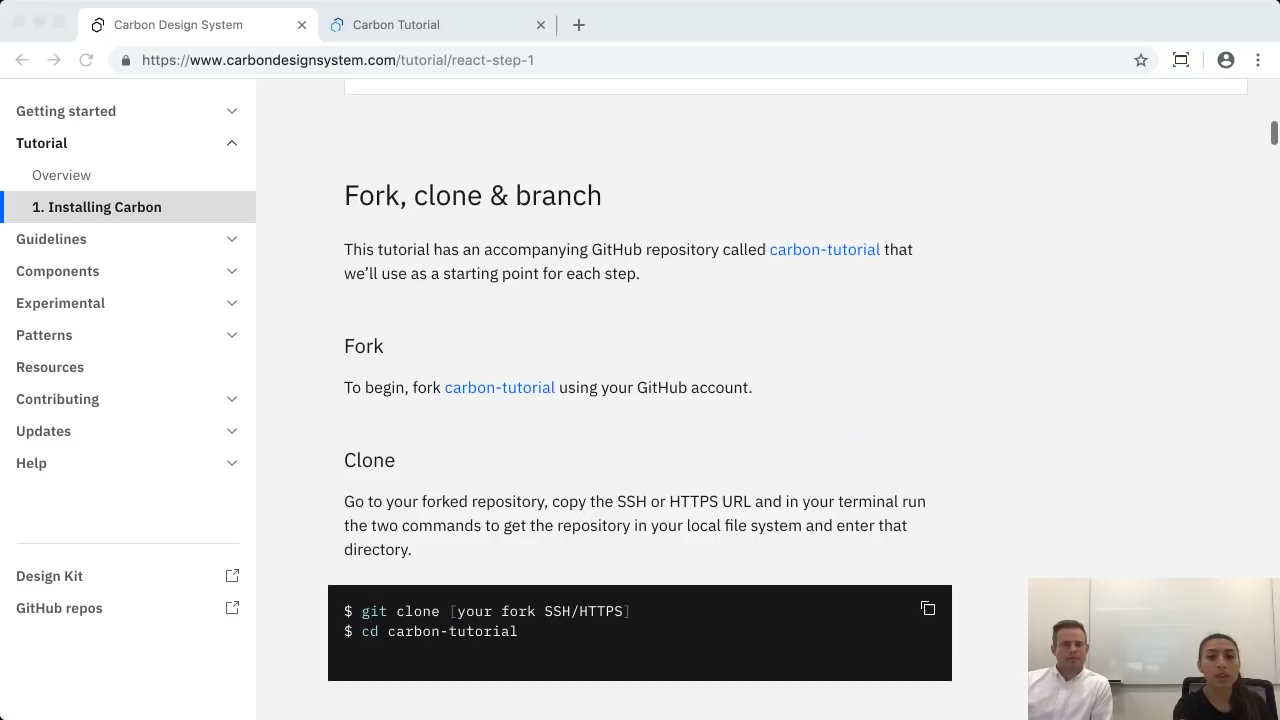 Carbon Design System
Carbon Tutorial
https://www.carbondesignsystem.com/tutorial/react-step-1
Getting started
Tutorial
Overview
1. Installing Carbon
Guidelines
Components
Experimental
Patterns
Resources
Contributing
Updates
Help
Design Kit
GitHub repos
Fork, clone & branch
This tutorial has an accompanying GitHub repository called carbon-tutorial that
we’ll use as a starting point for each step.
Fork
To begin, fork carbon-tutorial using your GitHub account.
Clone
Go to your forked repository, copy the SSH or HTTPS URL and in your terminal run
the two commands to get the repository in your local file system and enter that
directory.
$ git clone [your fork SSH/HTTPS]
$ cd carbon-tutorial